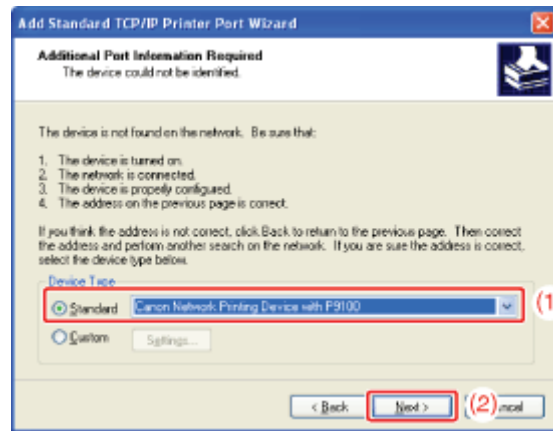 Add Standard TCP/IP Printer Port Wizard
Additional Port Information Required
The device could not be identified.
The device is not found on the network. Be sure that:
1. The device is turned on.
2. The network is connected.
3. The device is properly configured.
4. The address on the previous page is correct.
If you think the address is not correct, click Back to return to the previous page. Then correct
the address and perform another search on the network. If you are sure the address is correct,
select the device type below.
Device Type
Standard Canon Network Printing Device with P9100 (1
Custom Settings...
< Back Next > (2) ncel